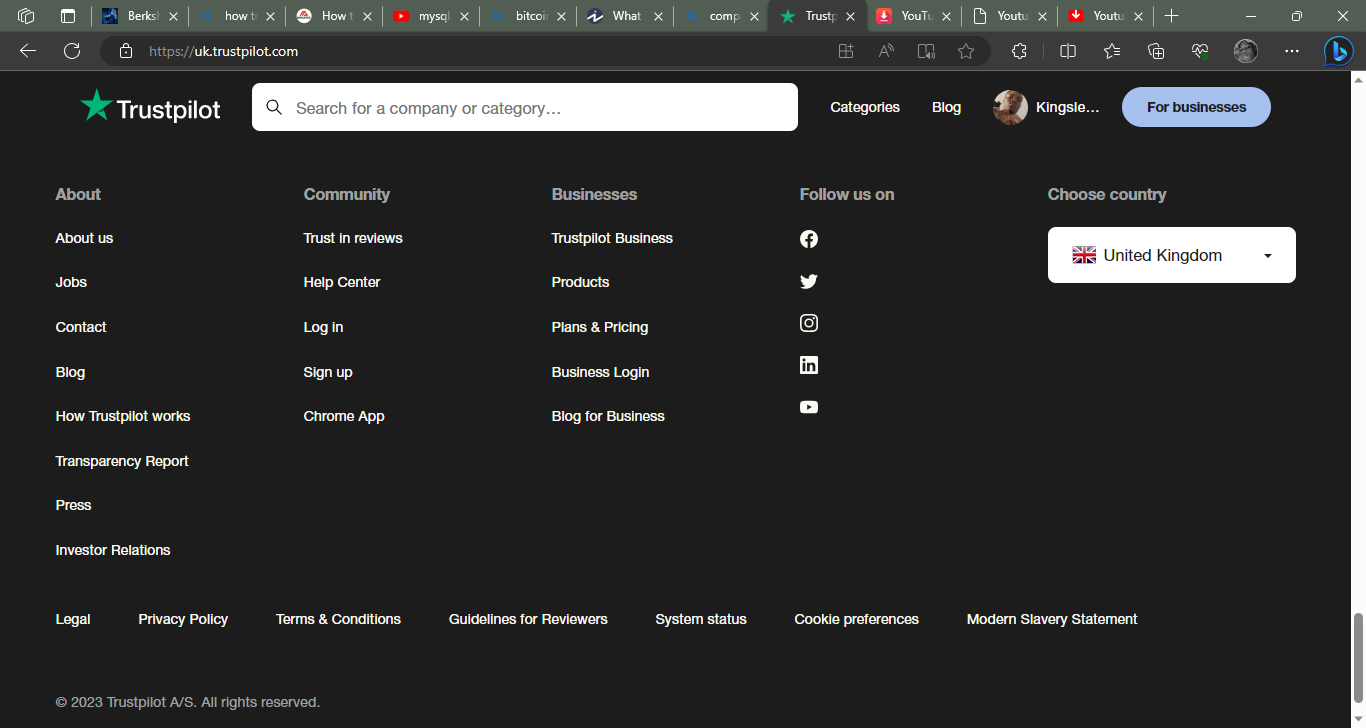 Berksh
how ti
How t
mysql
bitcoin
What
comp
Trustp
YouTu
Youtu
Youtu
https://uk.trustpilot.com
Trustpilot
Search for a company or category…
Categories
Blog
Kingsle...
For businesses
About
About us
Jobs
Contact
Blog
How Trustpilot works
Transparency Report
Press
Investor Relations
Community
Trust in reviews
Help Center
Log in
Sign up
Chrome App
Businesses
Trustpilot Business
Products
Plans & Pricing
Business Login
Blog for Business
Follow us on
Choose country
United Kingdom
Legal
Privacy Policy
Terms & Conditions
Guidelines for Reviewers
System status
Cookie preferences
Modern Slavery Statement
© 2023 Trustpilot A/S. All rights reserved.